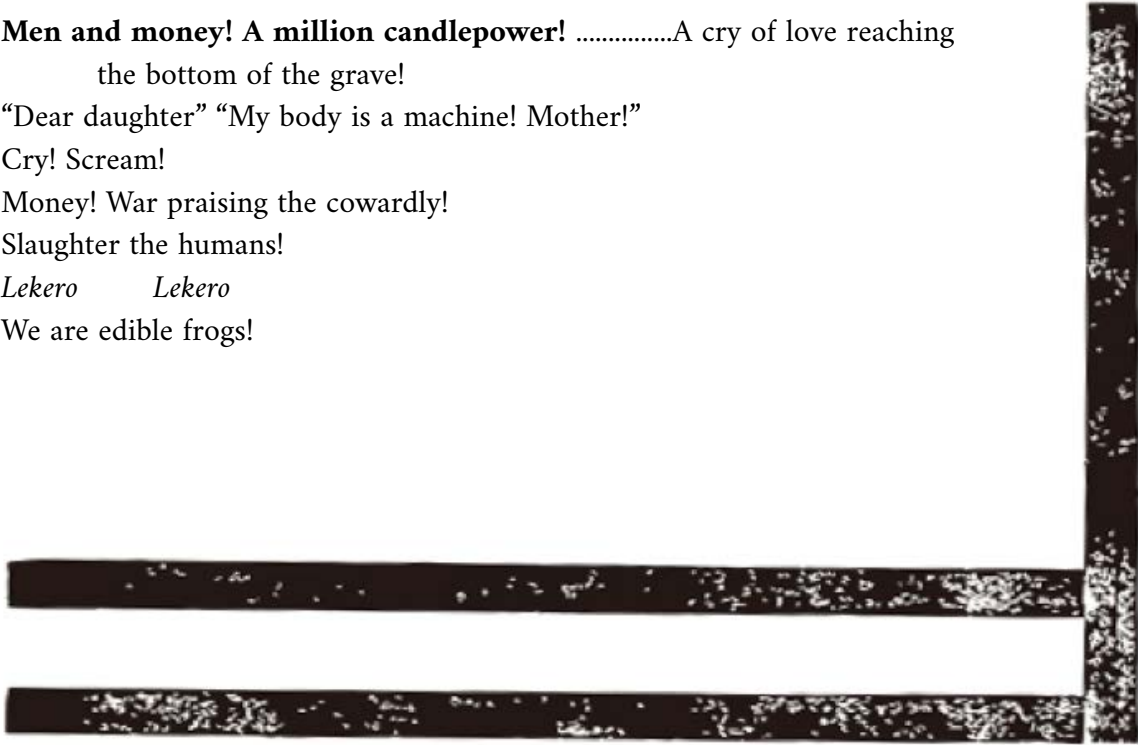 Men and money! A million candlepower! ...............A cry of love reaching
the bottom of the grave!
“Dear daughter” “My body is a machine! Mother!”
Cry! Scream!
Money! War praising the cowardly!
Slaughter the humans!
Lekero Lekero
We are edible frogs!